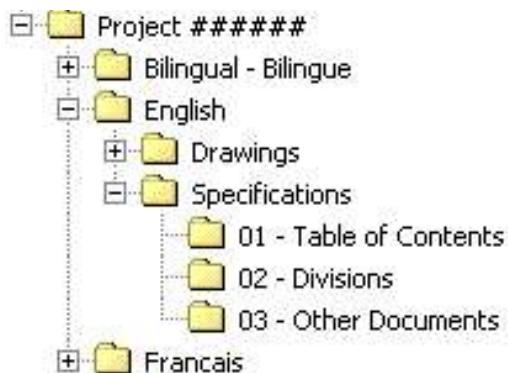 Project ######
Bilingual - Bilingue
English
Drawings
Specifications
01 - Table of Contents
02 - Divisions
03 - Other Documents
Francais